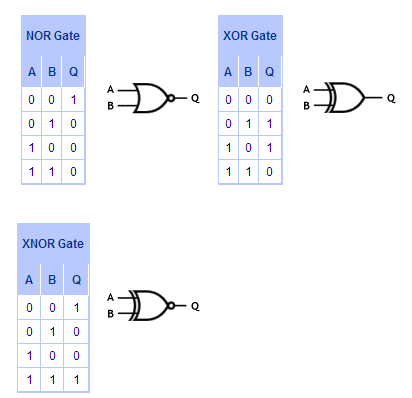 NOR Gate
A B Q
0 0 1
0 1 0
1 0 0
1 1 0
A
B
Q
XOR Gate
A B Q
0 0 0
0 1 1
1 0 1
1 1 0
A
B
Q
XNOR Gate
A B Q
0 0 1
0 1 0
1 0 0
1 1 1
A
B
Q